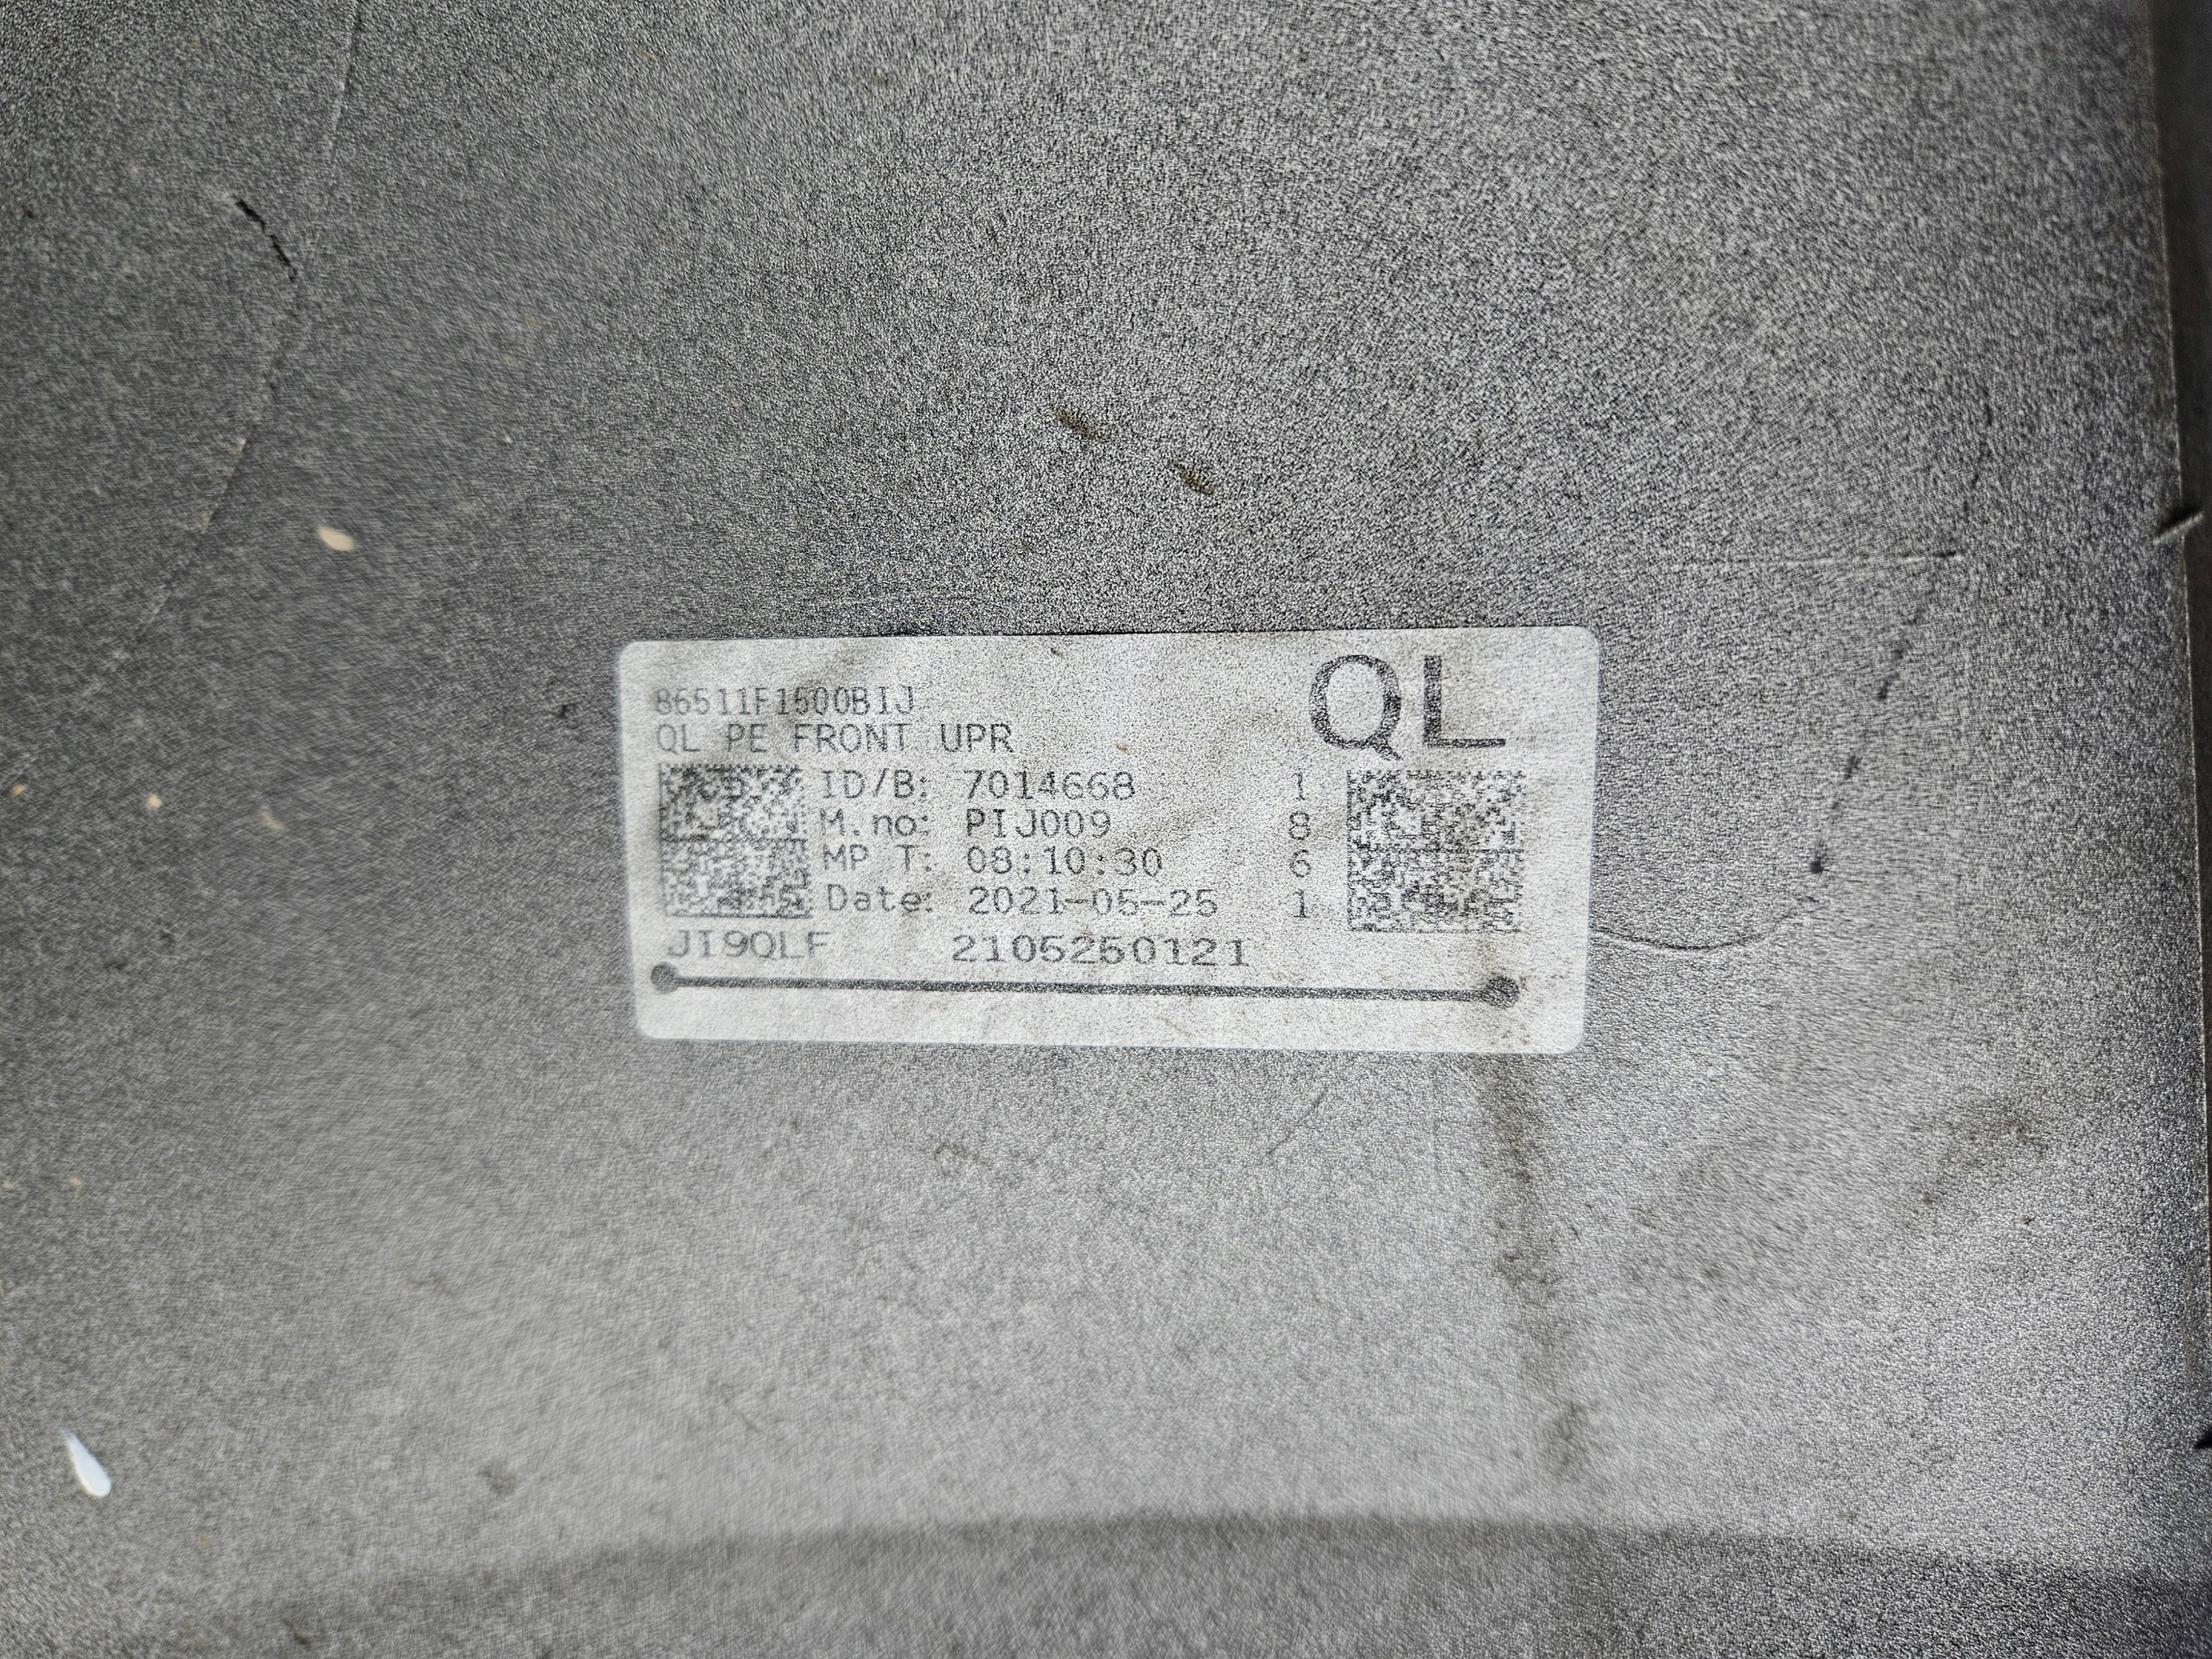 86511F1500BIJ
QL
QL PE FRONT UPR
ID/B: 7014668 1
M.no: PIJ009 8
MP T: 08:10:30 6
Date: 2021-05-25 1
JI9QLF 2105250121